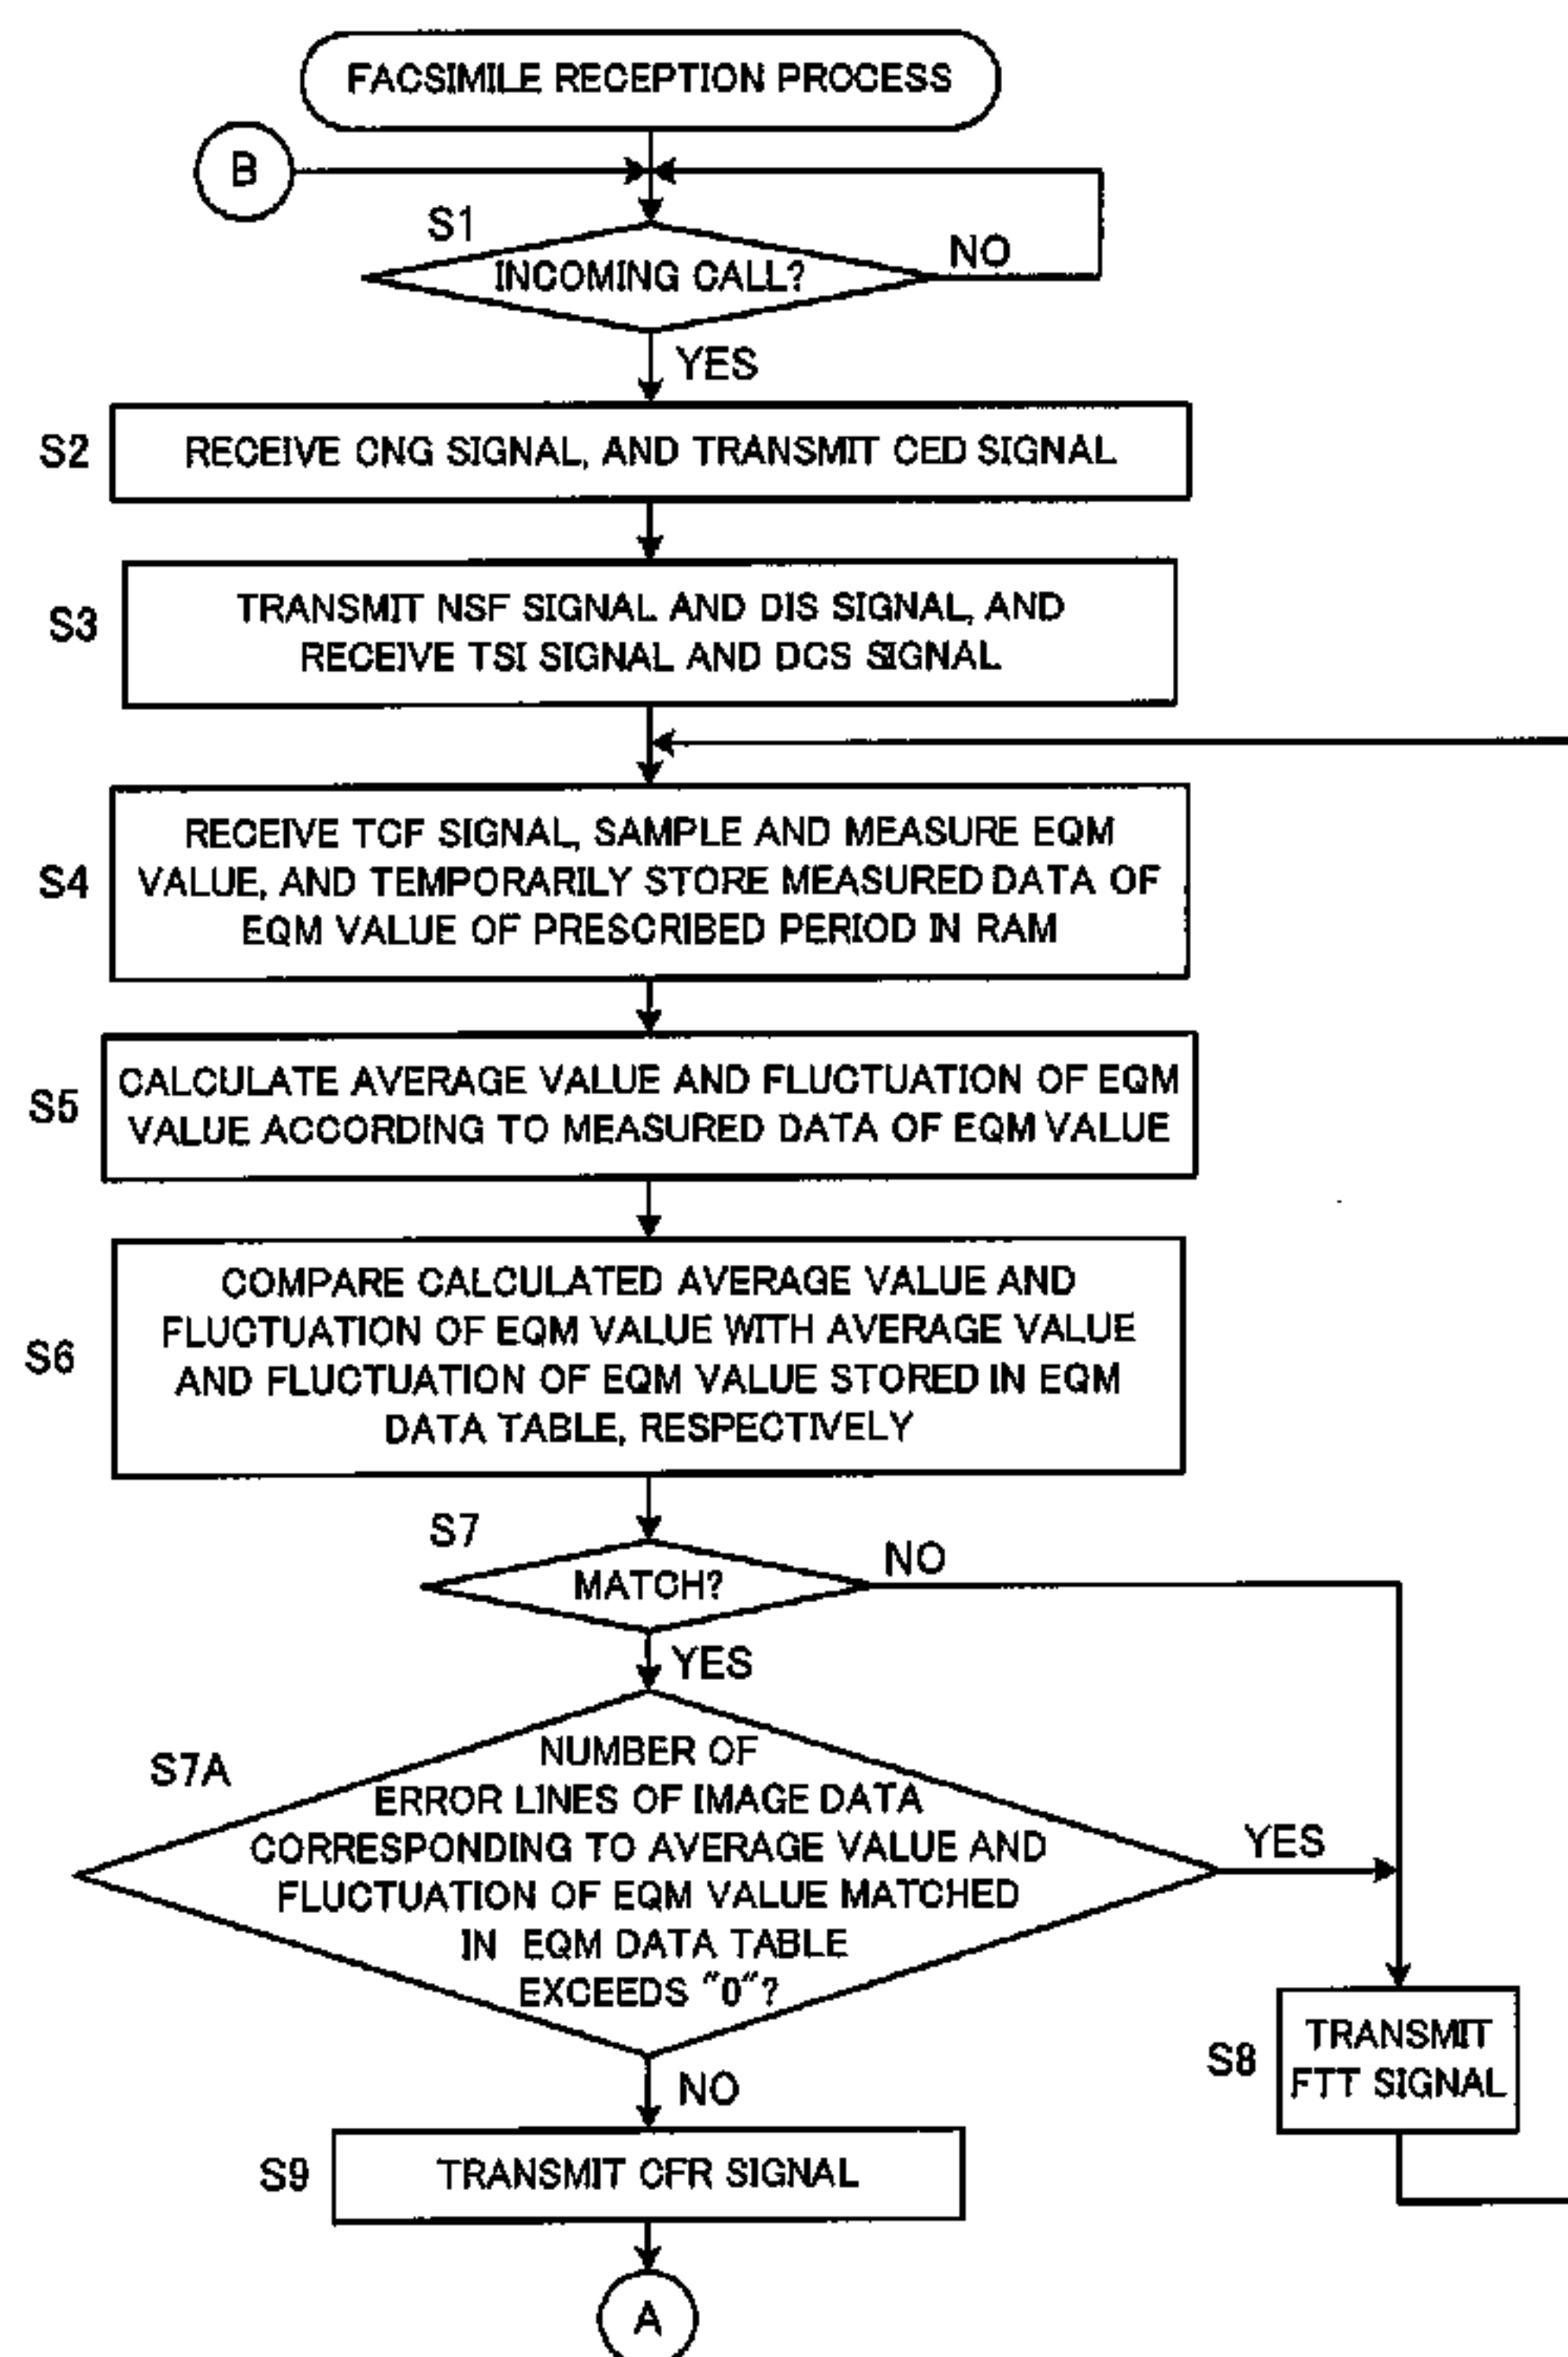 FACSIMILE RECEPTION PROCESS
B
S1
INCOMING CALL?
NO
YES
S2
RECEIVE CNG SIGNAL, AND TRANSMIT CED SIGNAL
S3
TRANSMIT NSF SIGNAL AND DIS SIGNAL, AND
RECEIVE TSI SIGNAL AND DCS SIGNAL
S4
RECEIVE TCF SIGNAL, SAMPLE AND MEASURE EQM
VALUE, AND TEMPORARILY STORE MEASURED DATA OF
EQM VALUE OF PRESCRIBED PERIOD IN RAM
S5
CALCULATE AVERAGE VALUE AND FLUCTUATION OF EQM
VALUE ACCORDING TO MEASURED DATA OF EQM VALUE
S6
COMPARE CALCULATED AVERAGE VALUE AND
FLUCTUATION OF EQM VALUE WITH AVERAGE VALUE
AND FLUCTUATION OF EQM VALUE STORED IN EQM
DATA TABLE, RESPECTIVELY
S7
MATCH?
NO
YES
S7A
NUMBER OF
ERROR LINES OF IMAGE DATA
CORRESPONDING TO AVERAGE VALUE AND
FLUCTUATION OF EQM VALUE MATCHED
IN EQM DATA TABLE
EXCEEDS "0"?
YES
NO
S8
TRANSMIT
FTT SIGNAL
S9
TRANSMIT CFR SIGNAL
A